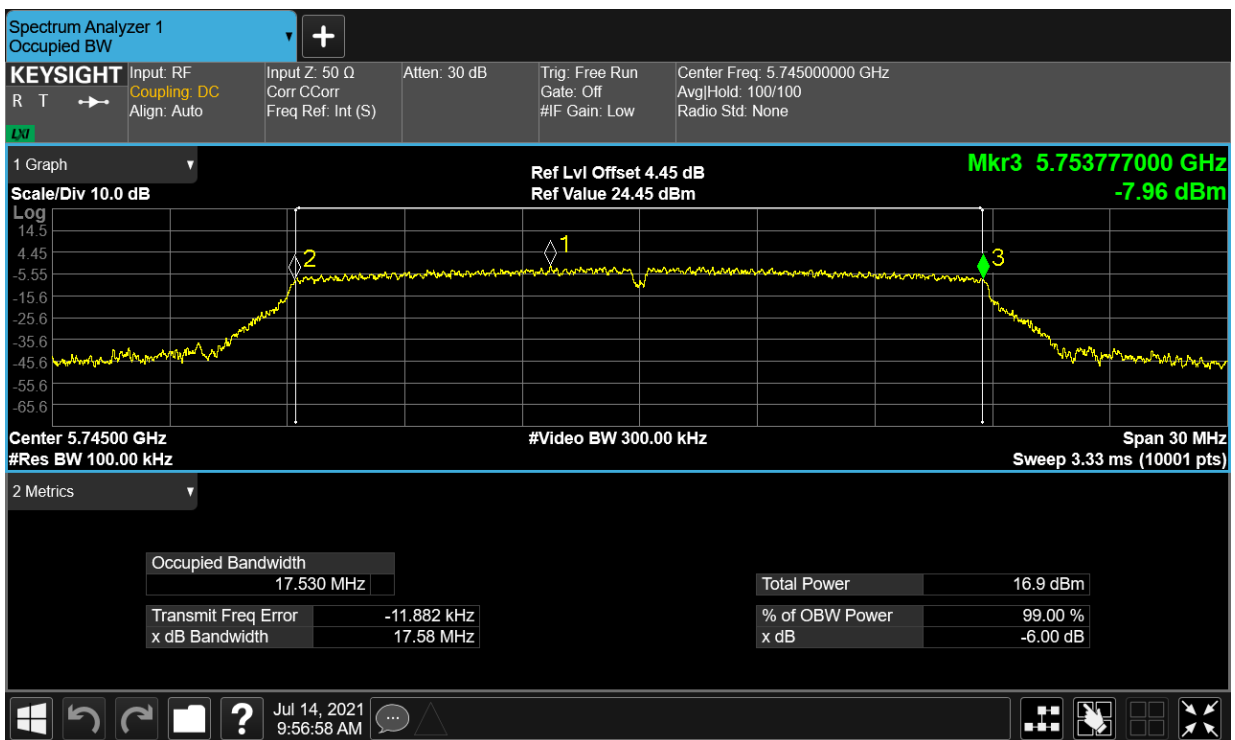 Spectrum Analyzer 1
Occupied BW
▼
+
KEYSIGHT
R T
LXI
Input: RF
Coupling: DC
Align: Auto
Input Z: 50 Ω
Corr CCorr
Freq Ref: Int (S)
Atten: 30 dB
Trig: Free Run
Gate: Off
#IF Gain: Low
Center Freq: 5.745000000 GHz
Avg|Hold: 100/100
Radio Std: None
1 Graph ▼
Scale/Div 10.0 dB
Ref Lvl Offset 4.45 dB
Ref Value 24.45 dBm
Mkr3 5.753777000 GHz
-7.96 dBm
Log
14.5
4.45
-5.55
-15.6
-25.6
-35.6
-45.6
-55.6
-65.6
2
1
3
Center 5.74500 GHz
#Res BW 100.00 kHz
#Video BW 300.00 kHz
Span 30 MHz
Sweep 3.33 ms (10001 pts)
2 Metrics ▼
Occupied Bandwidth
17.530 MHz
Transmit Freq Error -11.882 kHz
x dB Bandwidth 17.58 MHz
Total Power 16.9 dBm
% of OBW Power 99.00 %
x dB -6.00 dB
?
Jul 14, 2021
9:56:58 AM